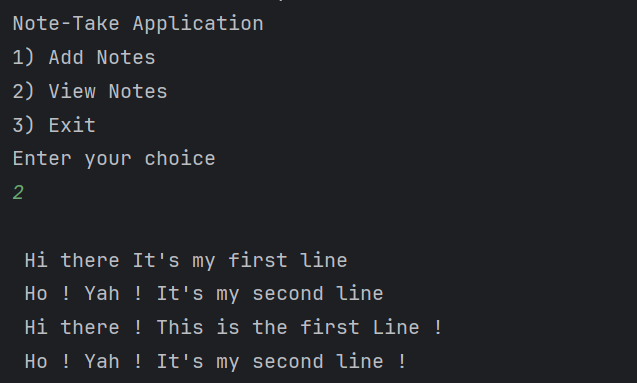 Note-Take Application
1) Add Notes
2) View Notes
3) Exit
Enter your choice
2
Hi there It's my first line
Ho ! Yah ! It's my second line
Hi there ! This is the first Line !
Ho ! Yah ! It's my second line !